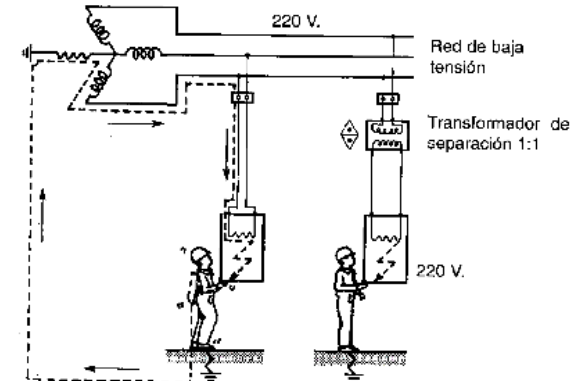 220 V.
Red de baja
tensión
Transformador de
separación 1:1
220 V.